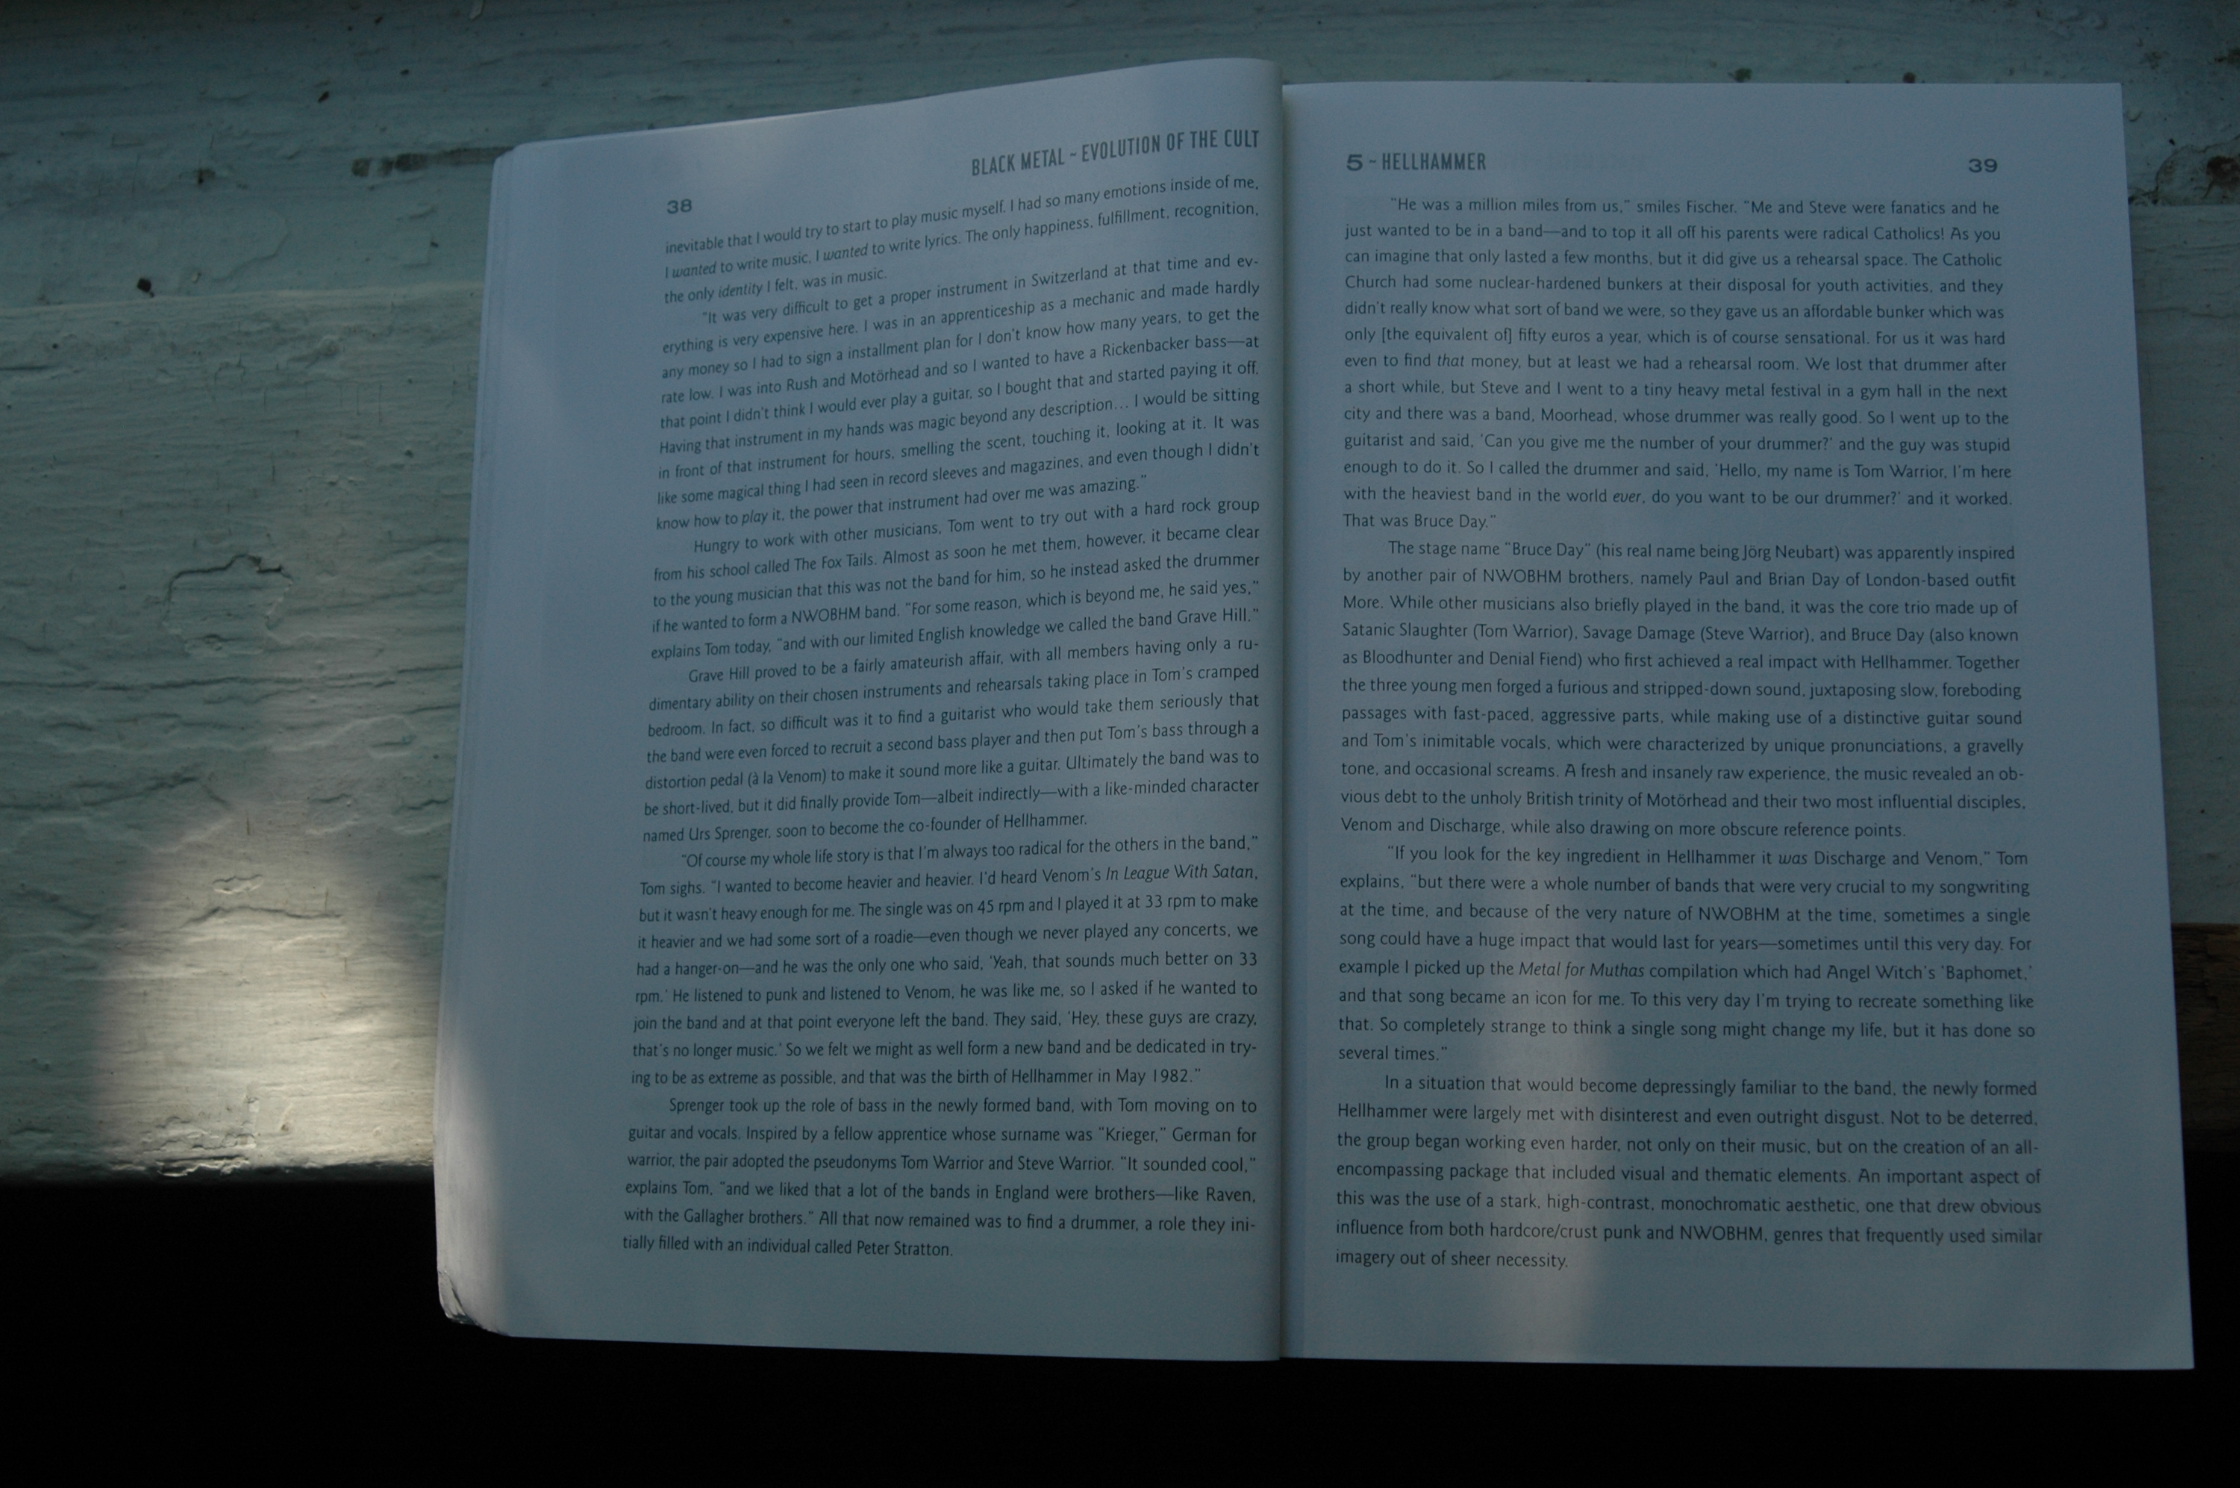 38
BLACK METAL ~ EVOLUTION OF THE CULT
inevitable that I would try to start to play music myself. I had so many emotions inside of me,
I wanted to write music, I wanted to write lyrics. The only happiness, fulfillment, recognition,
the only identity I felt, was in music.
"It was very difficult to get a proper instrument in Switzerland at that time and ev-
erything is very expensive here. I was in an apprenticeship as a mechanic and made hardly
any money so I had to sign a installment plan for I don't know how many years, to get the
rate low. I was into Rush and Motörhead and so I wanted to have a Rickenbacker bass—at
that point I didn't think I would ever play a guitar, so I bought that and started paying it off.
Having that instrument in my hands was magic beyond any description... I would be sitting
in front of that instrument for hours, smelling the scent, touching it, looking at it. It was
like some magical thing I had seen in record sleeves and magazines, and even though I didn't
know how to play it, the power that instrument had over me was amazing."
Hungry to work with other musicians, Tom went to try out with a hard rock group
from his school called The Fox Tails. Almost as soon he met them, however, it became clear
to the young musician that this was not the band for him, so he instead asked the drummer
if he wanted to form a NWOBHM band. "For some reason, which is beyond me, he said yes,"
explains Tom today, "and with our limited English knowledge we called the band Grave Hill."
Grave Hill proved to be a fairly amateurish affair, with all members having only a ru-
dimentary ability on their chosen instruments and rehearsals taking place in Tom's cramped
bedroom. In fact, so difficult was it to find a guitarist who would take them seriously that
the band were even forced to recruit a second bass player and then put Tom's bass through a
distortion pedal (à la Venom) to make it sound more like a guitar. Ultimately the band was to
be short-lived, but it did finally provide Tom—albeit indirectly—with a like-minded character
named Urs Sprenger, soon to become the co-founder of Hellhammer.
"Of course my whole life story is that I'm always too radical for the others in the band,"
Tom sighs. "I wanted to become heavier and heavier. I'd heard Venom's In League With Satan,
but it wasn't heavy enough for me. The single was on 45 rpm and I played it at 33 rpm to make
it heavier and we had some sort of a roadie—even though we never played any concerts, we
had a hanger-on—and he was the only one who said, 'Yeah, that sounds much better on 33
rpm.' He listened to punk and listened to Venom, he was like me, so I asked if he wanted to
join the band and at that point everyone left the band. They said, 'Hey, these guys are crazy,
that's no longer music.' So we felt we might as well form a new band and be dedicated in try-
ing to be as extreme as possible, and that was the birth of Hellhammer in May 1982."
Sprenger took up the role of bass in the newly formed band, with Tom moving on to
guitar and vocals. Inspired by a fellow apprentice whose surname was "Krieger," German for
warrior, the pair adopted the pseudonyms Tom Warrior and Steve Warrior. "It sounded cool,"
explains Tom, "and we liked that a lot of the bands in England were brothers—like Raven,
with the Gallagher brothers." All that now remained was to find a drummer, a role they ini-
tially filled with an individual called Peter Stratton.
5 ~ HELLHAMMER
39
"He was a million miles from us," smiles Fischer. "Me and Steve were fanatics and he
just wanted to be in a band—and to top it all off his parents were radical Catholics! As you
can imagine that only lasted a few months, but it did give us a rehearsal space. The Catholic
Church had some nuclear-hardened bunkers at their disposal for youth activities, and they
didn't really know what sort of band we were, so they gave us an affordable bunker which was
only [the equivalent of] fifty euros a year, which is of course sensational. For us it was hard
even to find that money, but at least we had a rehearsal room. We lost that drummer after
a short while, but Steve and I went to a tiny heavy metal festival in a gym hall in the next
city and there was a band, Moorhead, whose drummer was really good. So I went up to the
guitarist and said, 'Can you give me the number of your drummer?' and the guy was stupid
enough to do it. So I called the drummer and said, 'Hello, my name is Tom Warrior, I'm here
with the heaviest band in the world ever, do you want to be our drummer?' and it worked.
That was Bruce Day."
The stage name "Bruce Day" (his real name being Jörg Neubart) was apparently inspired
by another pair of NWOBHM brothers, namely Paul and Brian Day of London-based outfit
More. While other musicians also briefly played in the band, it was the core trio made up of
Satanic Slaughter (Tom Warrior), Savage Damage (Steve Warrior), and Bruce Day (also known
as Bloodhunter and Denial Fiend) who first achieved a real impact with Hellhammer. Together
the three young men forged a furious and stripped-down sound, juxtaposing slow, foreboding
passages with fast-paced, aggressive parts, while making use of a distinctive guitar sound
and Tom's inimitable vocals, which were characterized by unique pronunciations, a gravelly
tone, and occasional screams. A fresh and insanely raw experience, the music revealed an ob-
vious debt to the unholy British trinity of Motörhead and their two most influential disciples,
Venom and Discharge, while also drawing on more obscure reference points.
"If you look for the key ingredient in Hellhammer it was Discharge and Venom," Tom
explains, "but there were a whole number of bands that were very crucial to my songwriting
at the time, and because of the very nature of NWOBHM at the time, sometimes a single
song could have a huge impact that would last for years—sometimes until this very day. For
example I picked up the Metal for Muthas compilation which had Angel Witch's 'Baphomet,'
and that song became an icon for me. To this very day I'm trying to recreate something like
that. So completely strange to think a single song might change my life, but it has done so
several times."
In a situation that would become depressingly familiar to the band, the newly formed
Hellhammer were largely met with disinterest and even outright disgust. Not to be deterred,
the group began working even harder, not only on their music, but on the creation of an all-
encompassing package that included visual and thematic elements. An important aspect of
this was the use of a stark, high-contrast, monochromatic aesthetic, one that drew obvious
influence from both hardcore/crust punk and NWOBHM, genres that frequently used similar
imagery out of sheer necessity.